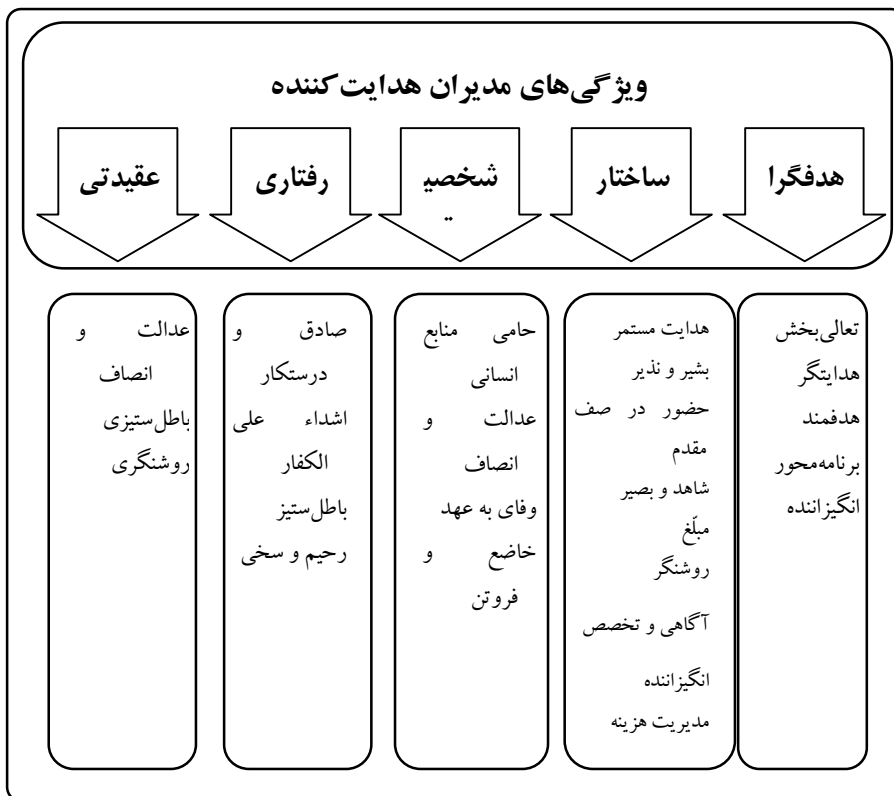 ویژگی‌های مدیران هدایت‌کننده
هدفگرا
ساختار
شخصیـ
ت
رفتاری
عقیدتی
تعالی‌بخش
هدایتگر
هدفمند
برنامه‌محور
انگیزاننده
هدایت مستمر
بشیر و نذیر
حضور در صف
مقدم
شاهد و بصیر
مبلّغ
روشنگر
آگاهی و تخصص
انگیزاننده
مدیریت هزینه
حامی منابع
انسانی
عدالت و
انصاف
وفای به عهد
خاضع و
فروتن
صادق و
درستکار
اشداء علی
الکفار
باطل‌ستیز
رحیم و سخی
عدالت و
انصاف
باطل‌ستیزی
روشنگری